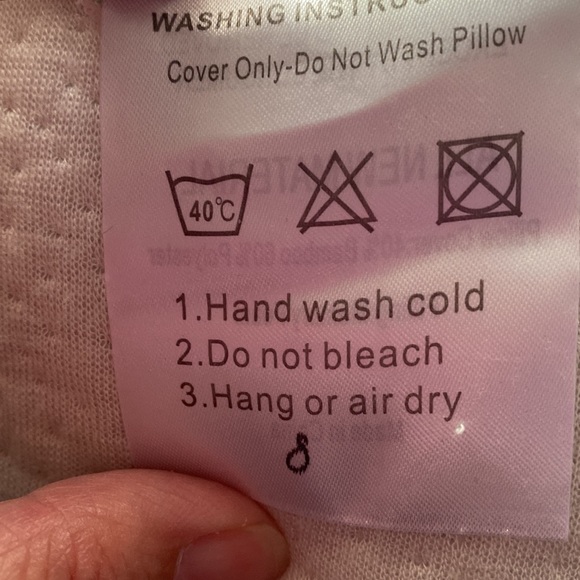 WASHING INSTRUC
Cover Only-Do Not Wash Pillow
40°C
1.Hand wash cold
2.Do not bleach
3.Hang or air dry